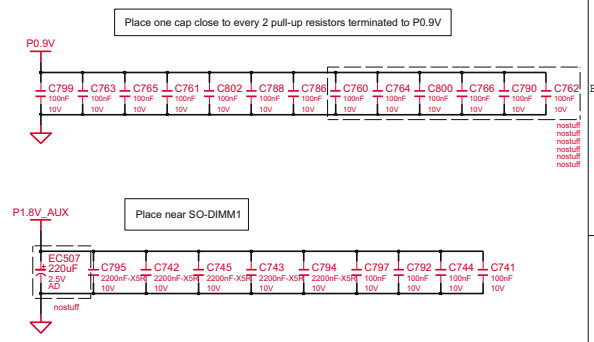 Place one cap close to every 2 pull-up resistors terminated to P0.9V
P0.9V
C799 C763 C765 C761 C802 C788 C786 C760 C764 C800 C766 C790 C762
100nF 100nF 100nF 100nF 100nF 100nF 100nF 100nF 100nF 100nF 100nF 100nF 100nF
10V 10V 10V 10V 10V 10V 10V 10V 10V 10V 10V 10V 10V
nostuff
nostuff
nostuff
nostuff
nostuff
nostuff
P1.8V_AUX
Place near SO-DIMM1
EC507
220uF
2.5V
AD
nostuff
C795 C742 C745 C743 C794 C797 C792 C744 C741
2200nF-X5R 2200nF-X5R 2200nF-X5R 2200nF-X5R 2200nF-X5R 100nF 100nF 100nF 100nF
10V 10V 10V 10V 10V 10V 10V 10V 10V